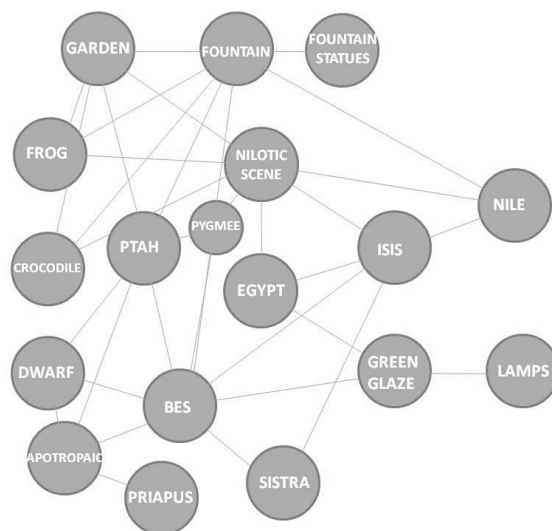 GARDEN
FOUNTAIN
FOUNTAIN
STATUES
FROG
NILOTIC
SCENE
NILE
PTAH
PYGMEE
ISIS
CROCODILE
EGYPT
DWARF
BES
GREEN
GLAZE
LAMPS
APOTROPAIC
PRIAPUS
SISTRA